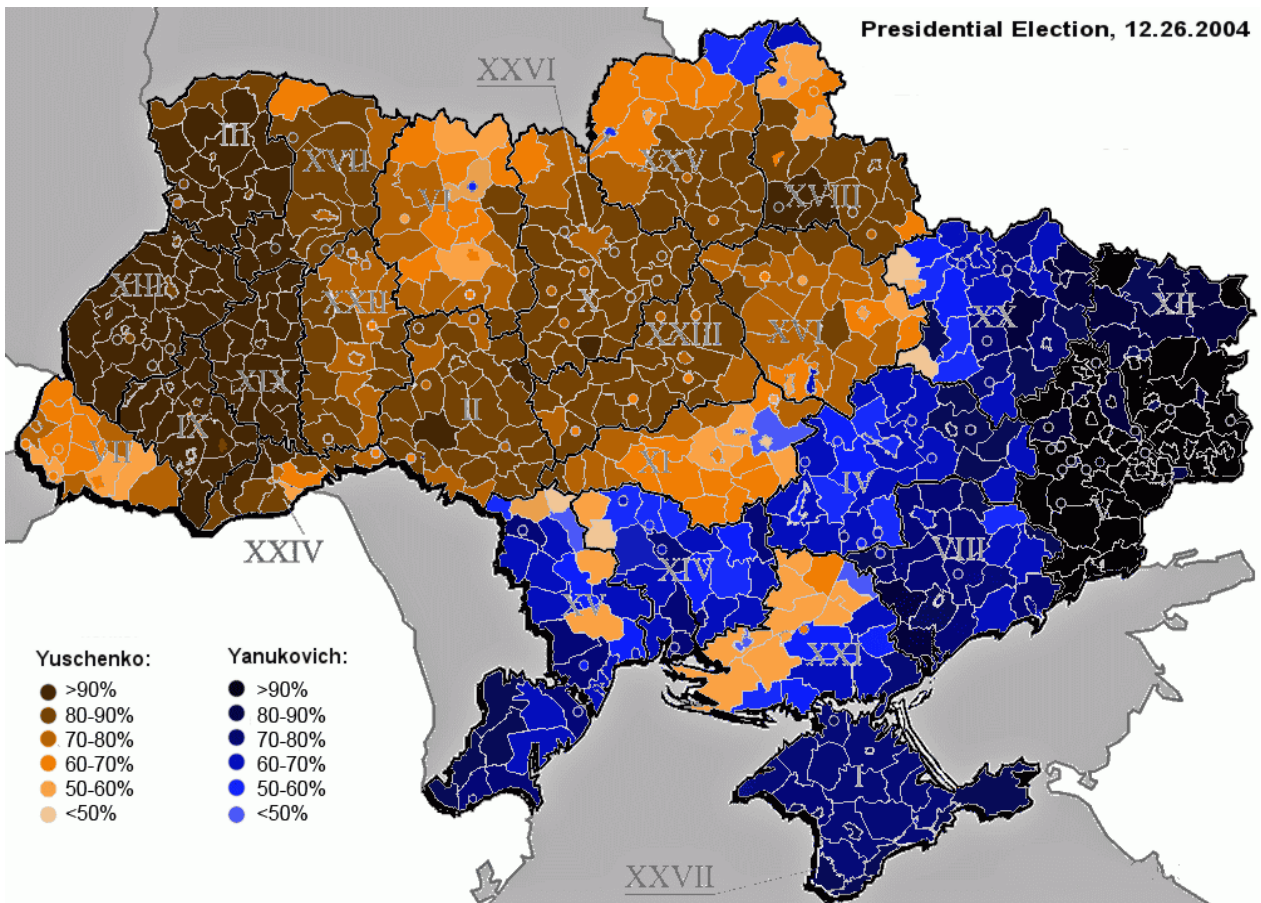 Presidential Election, 12.26.2004
XXVI
III
XVII
VI
XXV
XVIII
XIII
XXII
X
XX
XII
XXIII
XVI
XIX
II
IX
VII
XI
IV
XXIV
XIV
VIII
XV
XXI
I
XXVII
Yuschenko:
>90%
80-90%
70-80%
60-70%
50-60%
<50%
Yanukovich:
>90%
80-90%
70-80%
60-70%
50-60%
<50%